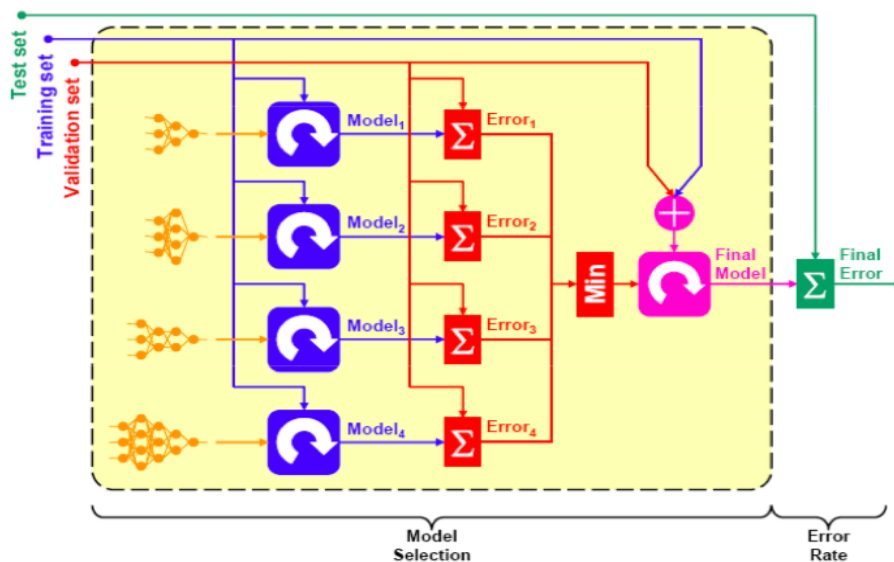 Test set
Training set
Validation set
Model1
Σ
Error1
Model2
Σ
Error2
Model3
Σ
Error3
Model4
Σ
Error4
Min
Final
Model
Σ
Final
Error
Model
Selection
Error
Rate